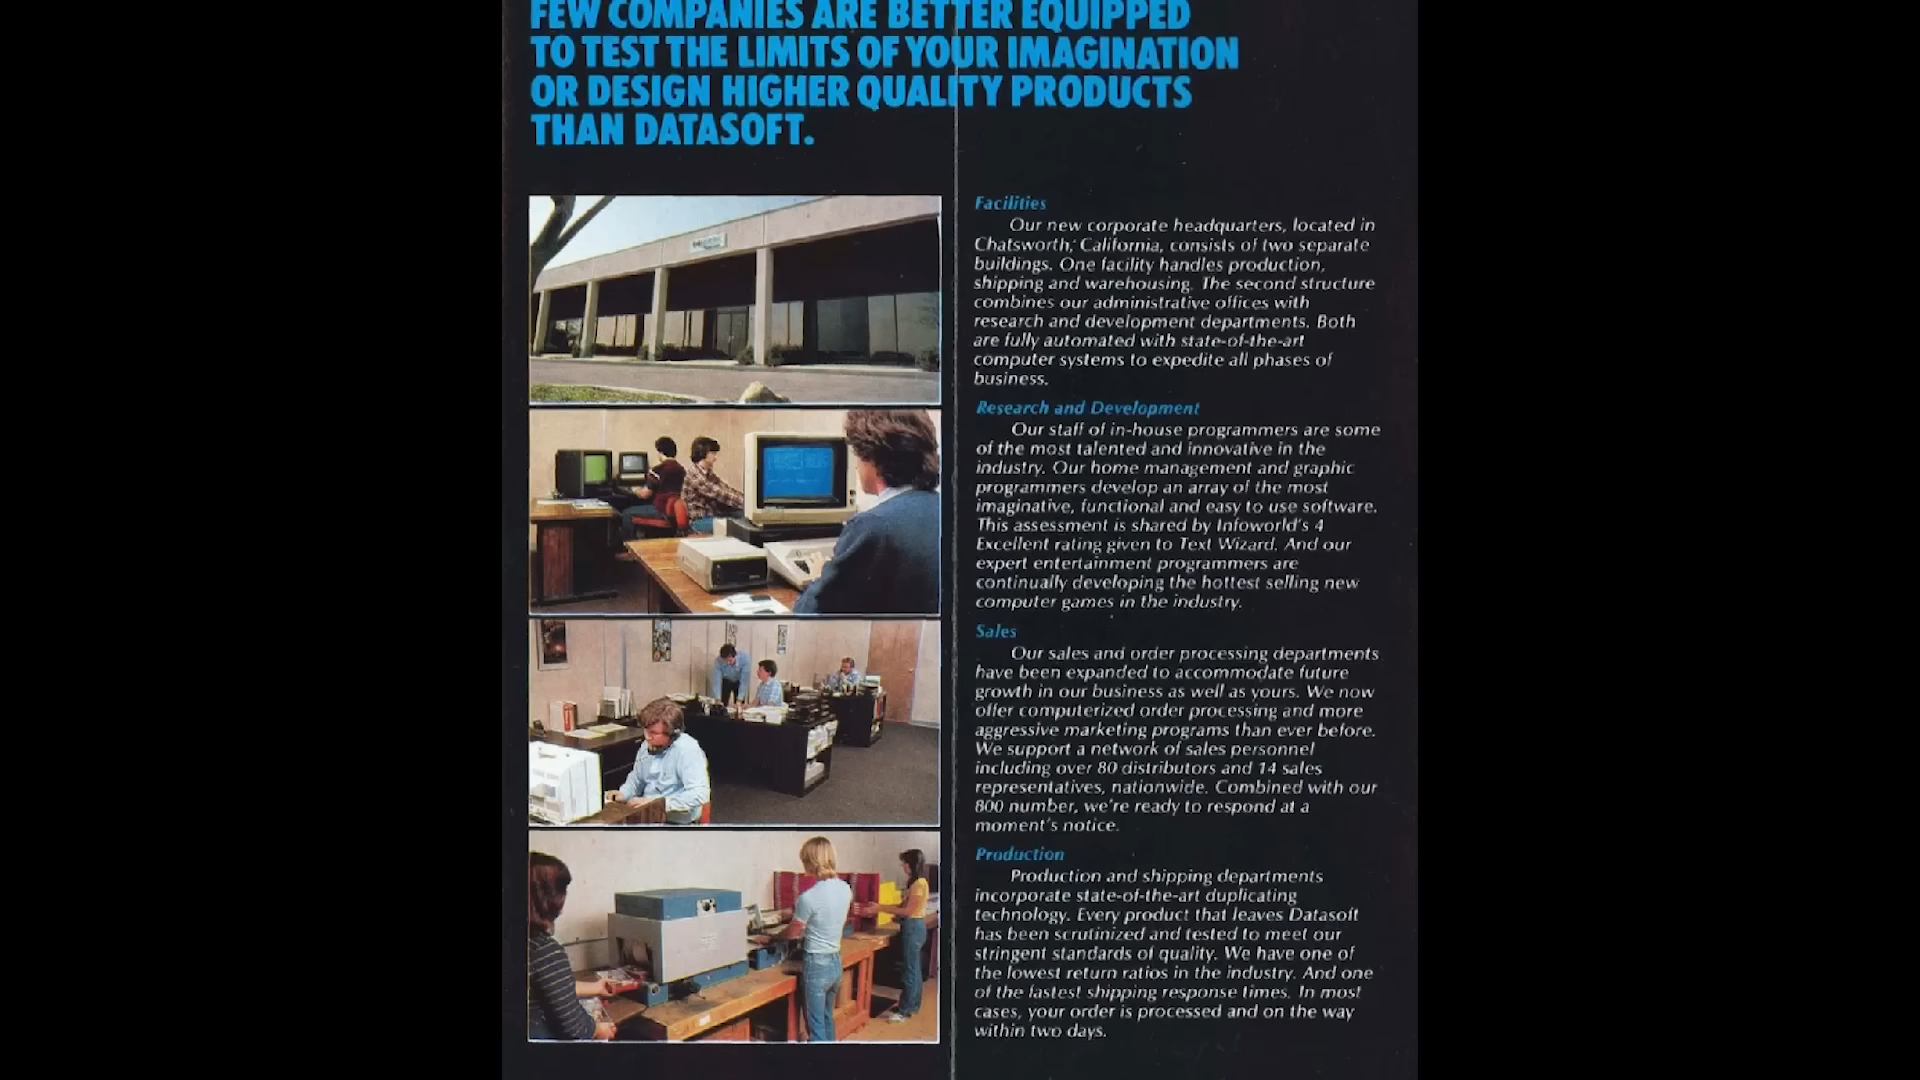 FEW COMPANIES ARE BETTER EQUIPPED
TO TEST THE LIMITS OF YOUR IMAGINATION
OR DESIGN HIGHER QUALITY PRODUCTS
THAN DATASOFT.
Facilities
Our new corporate headquarters, located in
Chatsworth, California, consists of two separate
buildings. One facility handles production,
shipping and warehousing. The second structure
combines our administrative offices with
research and development departments. Both
are fully automated with state-of-the-art
computer systems to expedite all phases of
business.
Research and Development
Our staff of in-house programmers are some
of the most talented and innovative in the
industry. Our home management and graphic
programmers develop an array of the most
imaginative, functional and easy to use software.
This assessment is shared by Infoworld's 4
Excellent rating given to Text Wizard. And our
expert entertainment programmers are
continually developing the hottest selling new
computer games in the industry.
Sales
Our sales and order processing departments
have been expanded to accommodate future
growth in our business as well as yours. We now
offer computerized order processing and more
aggressive marketing programs than ever before.
We support a network of sales personnel
including over 80 distributors and 14 sales
representatives, nationwide. Combined with our
800 number, we're ready to respond at a
moment's notice.
Production
Production and shipping departments
incorporate state-of-the-art duplicating
technology. Every product that leaves Datasoft
has been scrutinized and tested to meet our
stringent standards of quality. We have one of
the lowest return ratios in the industry. And one
of the fastest shipping response times. In most
cases, your order is processed and on the way
within two days.